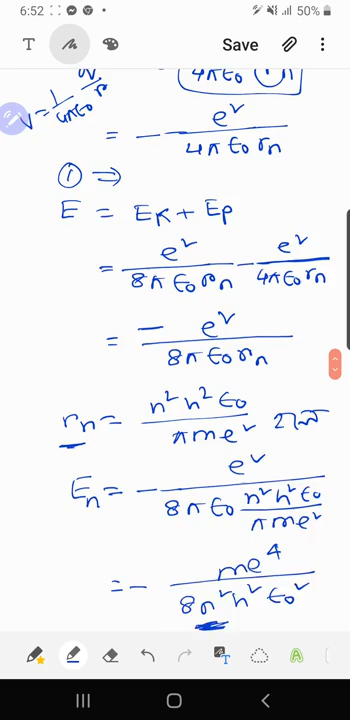 6:52
50%
T
Save
4πϵ₀
V = 1/4πϵ₀
= - e²/4πϵ₀rₙ
① ⇒
E = Eₖ + Eₚ
= e²/8πϵ₀rₙ - e²/4πϵ₀rₙ
= - e²/8πϵ₀rₙ
rₙ = n²h²ϵ₀/πme²
Eₙ = - e²/(8πϵ₀ n²h²ϵ₀/πme²)
= - me⁴/8n²h²ϵ₀²
T
A